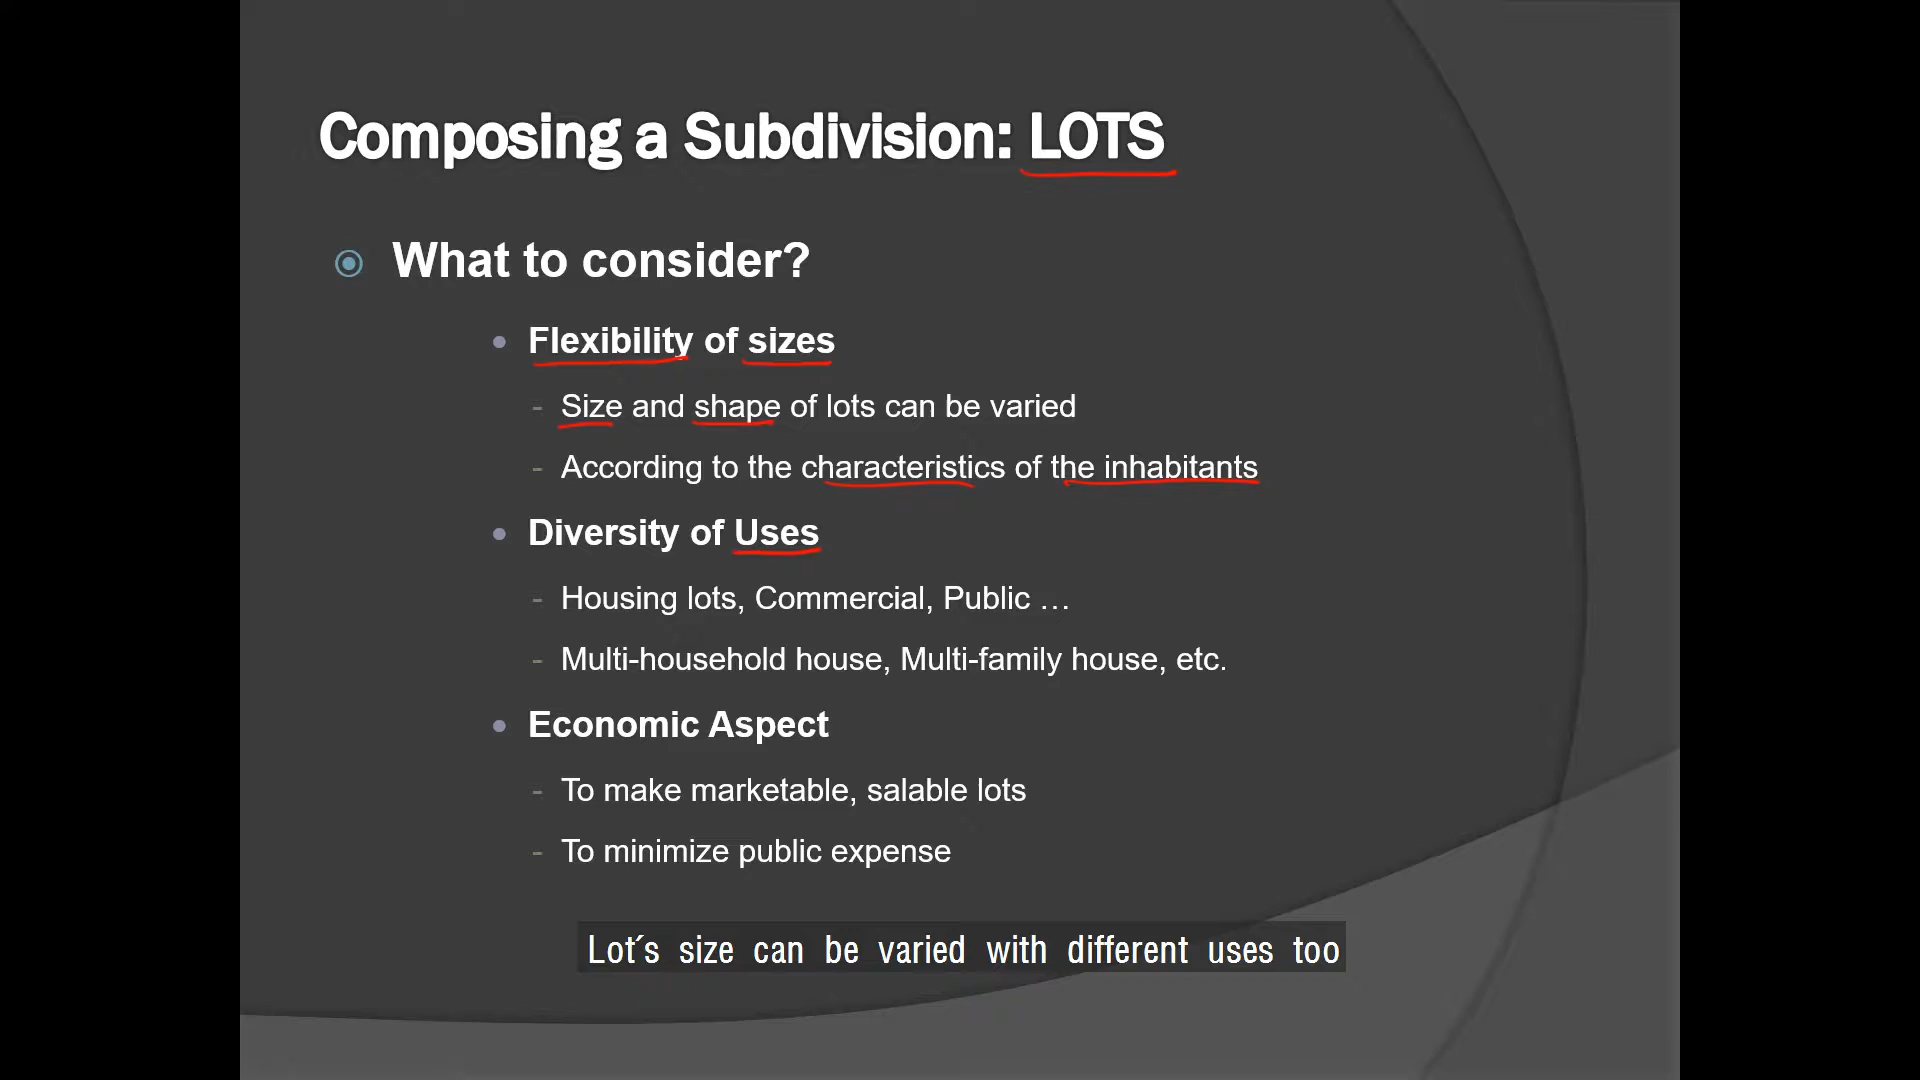 Composing a Subdivision: LOTS
What to consider?
Flexibility of sizes
- Size and shape of lots can be varied
- According to the characteristics of the inhabitants
Diversity of Uses
- Housing lots, Commercial, Public …
- Multi-household house, Multi-family house, etc.
Economic Aspect
- To make marketable, salable lots
- To minimize public expense
Lot´s size can be varied with different uses too